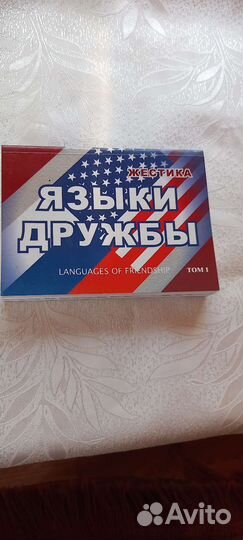 ЖЕСТИКА
ЯЗЫКИ
ДРУЖБЫ
LANGUAGES OF FRIENDSHIP
ТОМ 1
Avito